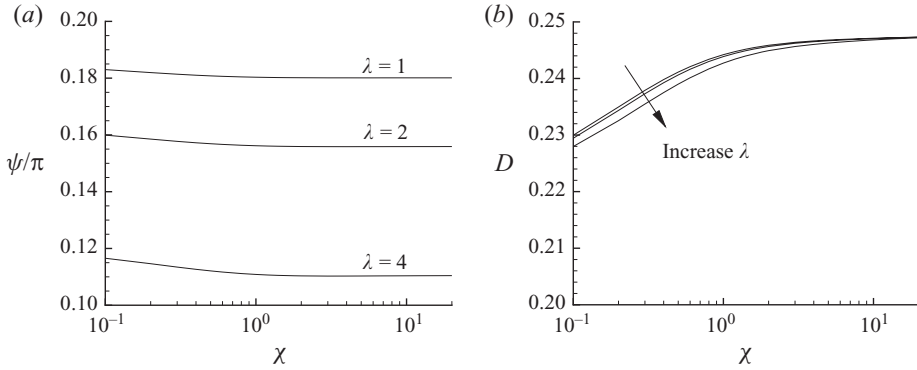 (a)
0.20
0.18
0.16
0.14
0.12
0.10
ψ/π
λ = 1
λ = 2
λ = 4
10⁻¹ 10⁰ 10¹
χ
(b)
0.25
0.24
0.23
0.22
0.21
0.20
D
Increase λ
10⁻¹ 10⁰ 10¹
χ